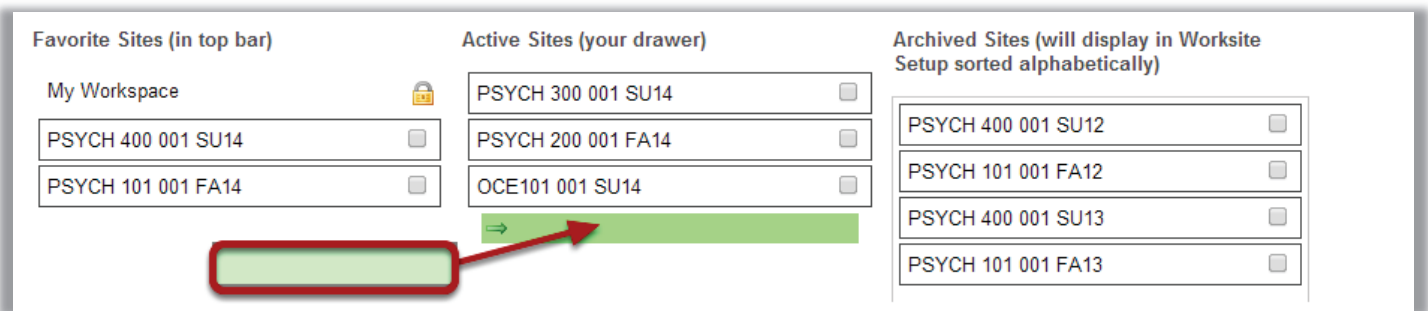 Favorite Sites (in top bar)
My Workspace
PSYCH 400 001 SU14
PSYCH 101 001 FA14
Active Sites (your drawer)
PSYCH 300 001 SU14
PSYCH 200 001 FA14
OCE101 001 SU14
Archived Sites (will display in Worksite
Setup sorted alphabetically)
PSYCH 400 001 SU12
PSYCH 101 001 FA12
PSYCH 400 001 SU13
PSYCH 101 001 FA13